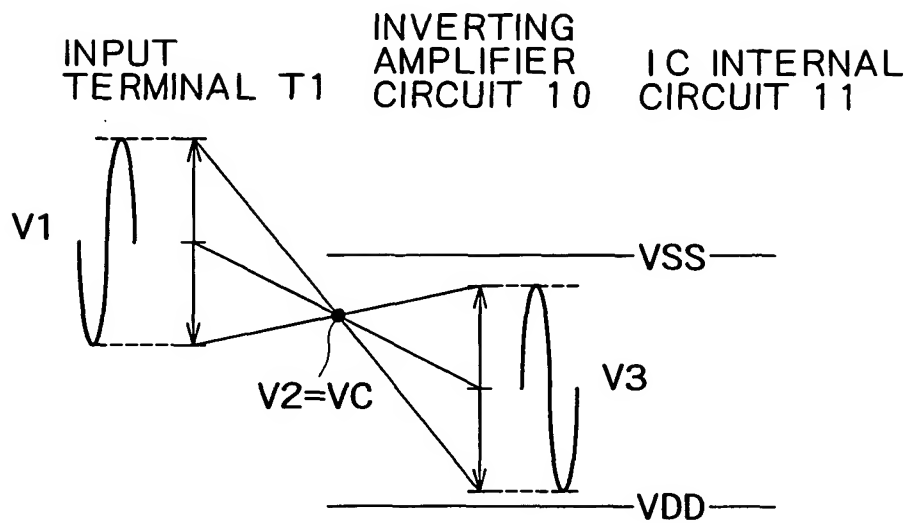 INPUT
TERMINAL T1
INVERTING
AMPLIFIER
CIRCUIT 10
IC INTERNAL
CIRCUIT 11
V1
VSS
V2=VC
V3
VDD